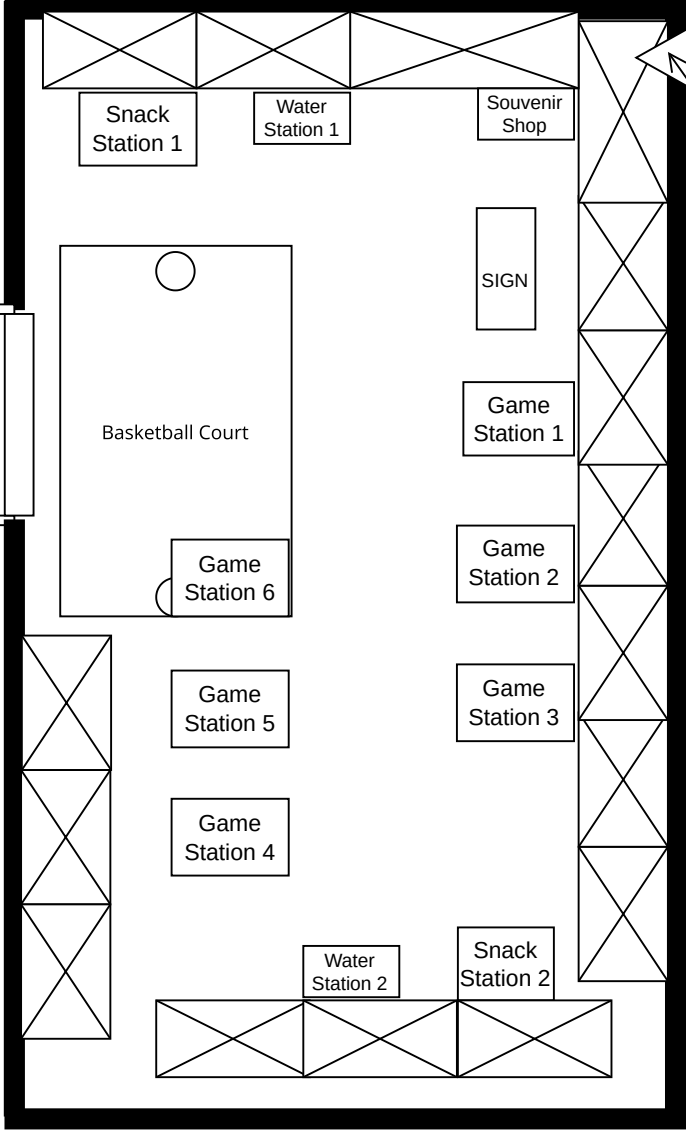 Snack
Station 1
Water
Station 1
Souvenir
Shop
SIGN
Game
Station 1
Basketball Court
Game
Station 6
Game
Station 2
Game
Station 5
Game
Station 3
Game
Station 4
Water
Station 2
Snack
Station 2